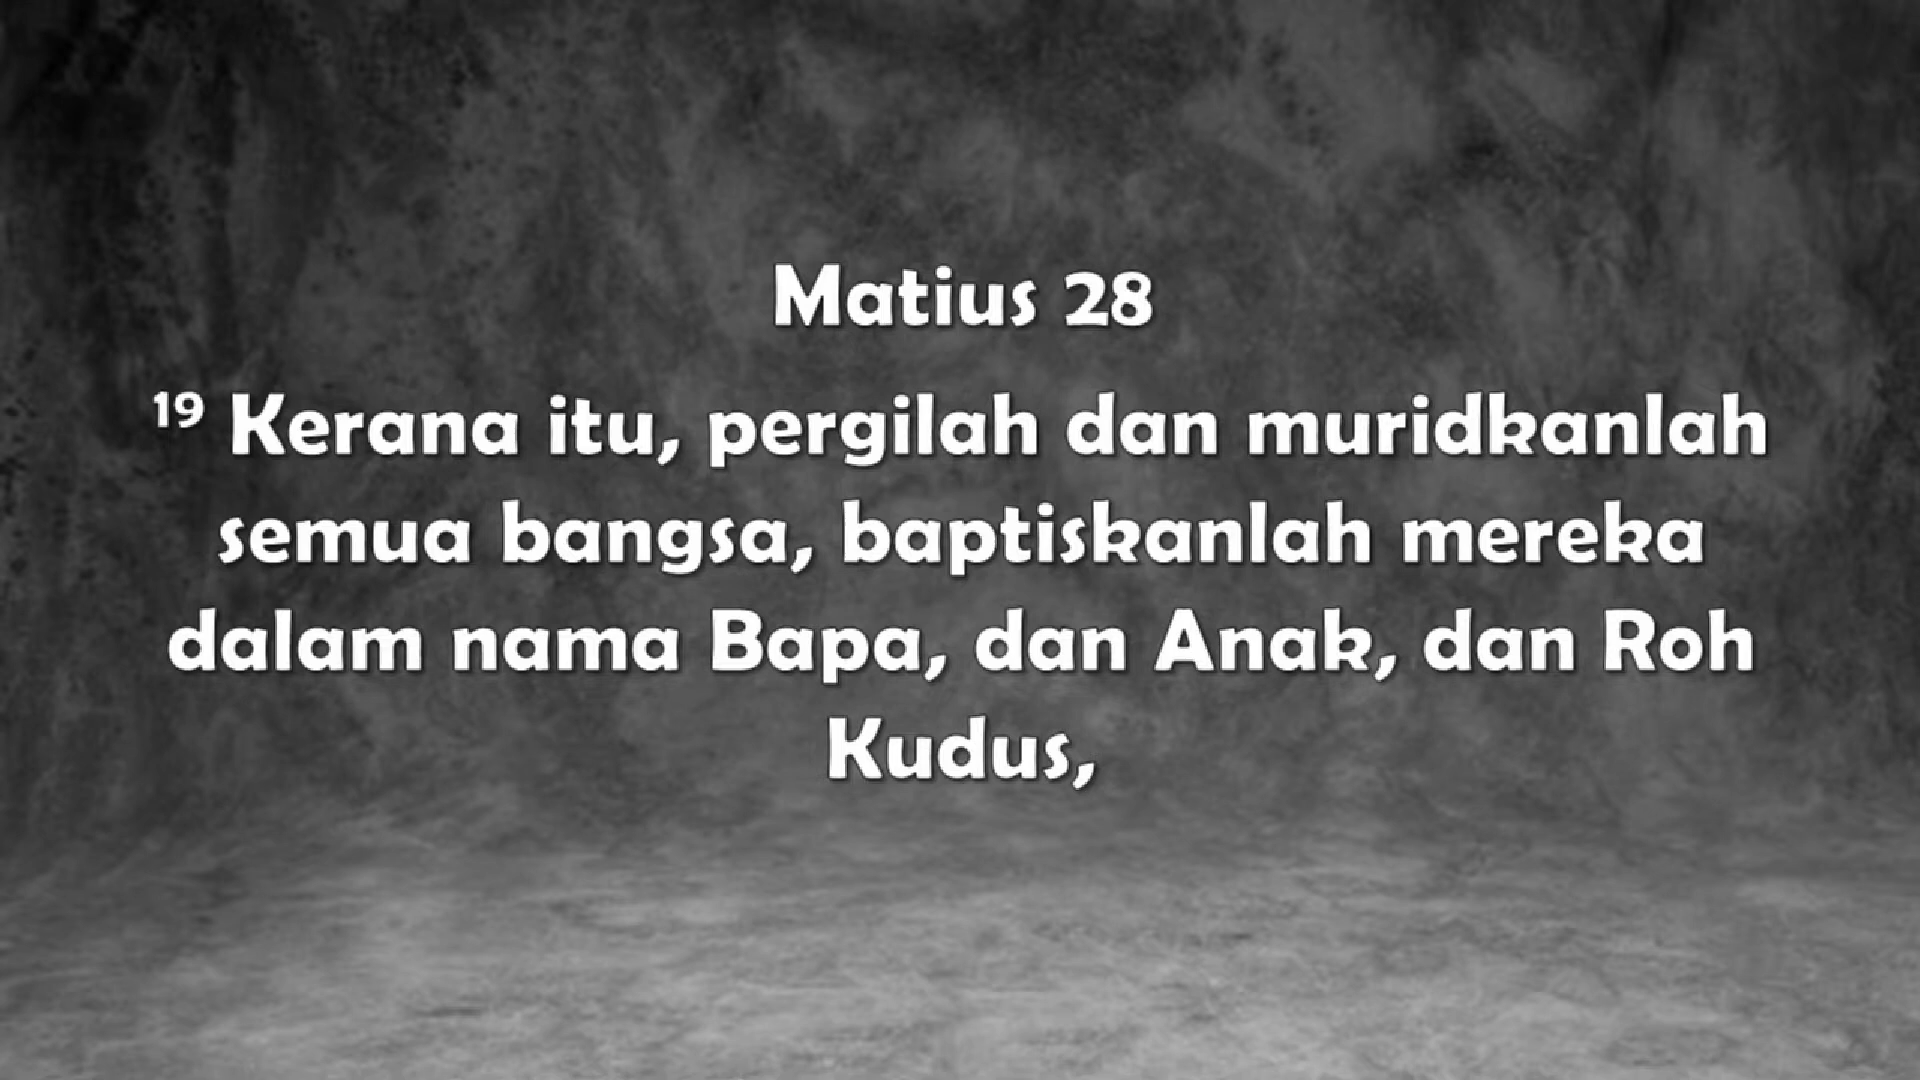 Matius 28
¹⁹ Kerana itu, pergilah dan muridkanlah
semua bangsa, baptiskanlah mereka
dalam nama Bapa, dan Anak, dan Roh
Kudus,